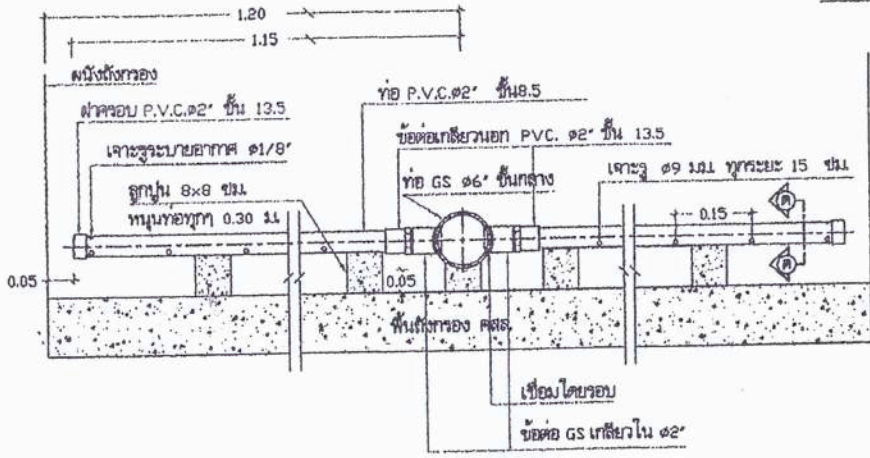 1.20
1.15
ผนังถังกรอง
ท่อ P.V.C.ø2" ชั้น8.5
ฝาครอบ P.V.C.ø2" ชั้น 13.5
ข้อต่อเกลียวนอก PVC. ø2" ชั้น 13.5
เจาะรูระบายอากาศ ø1/8"
ท่อ GS ø6" ชั้นกลาง
เจาะรู ø9 มม. ทุกระยะ 15 ซม.
ลูกปูน 8x8 ซม.
หนุนท่อทุกๆ 0.30 ม.
0.15
ค
ค
0.05
0.05
พื้นถังกรอง คสล.
เชื่อมโดยรอบ
ข้อต่อ GS เกลียวใน ø2"